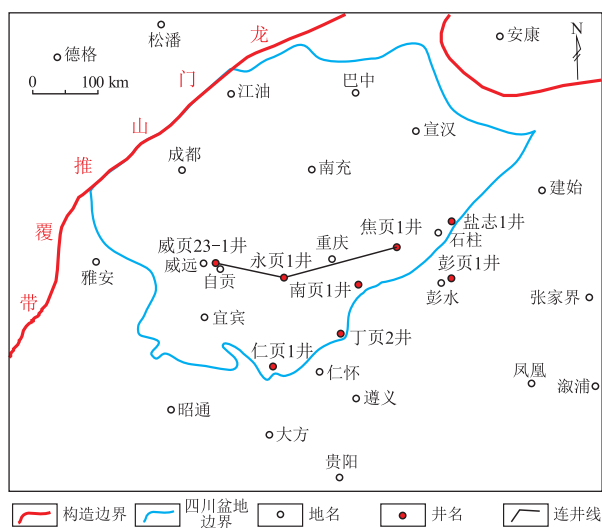 松潘
德格
0 100 km
龙
门
山
推
覆
带
安康
N
江油
巴中
宣汉
成都
南充
建始
盐志1井
焦页1井
石柱
威页23-1井
永页1井
重庆
彭页1井
雅安
威远
自贡
南页1井
彭水
张家界
宜宾
丁页2井
仁页1井
仁怀
凤凰
溆浦
昭通
遵义
大方
贵阳
构造边界
四川盆地
边界
地名
井名
连井线